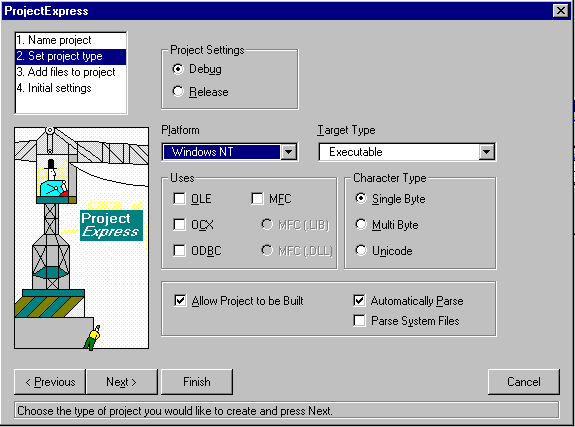 ProjectExpress
1. Name project
2. Set project type
3. Add files to project
4. Initial settings
Project Settings
Debug
Release
Platform
Windows NT
Target Type
Executable
Uses
OLE
MFC
OCX
MFC (.LIB)
ODBC
MFC (.DLL)
Character Type
Single Byte
Multi Byte
Unicode
Project
Express
Allow Project to be Built
Automatically Parse
Parse System Files
< Previous
Next >
Finish
Cancel
Choose the type of project you would like to create and press Next.